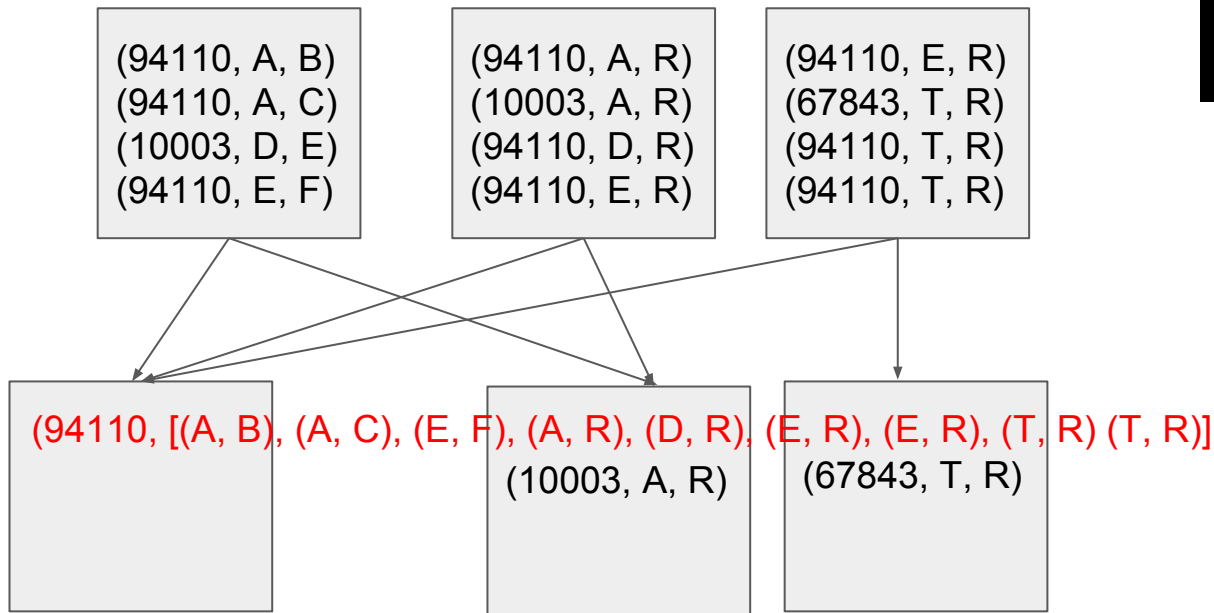 (94110, A, B)
(94110, A, C)
(10003, D, E)
(94110, E, F)
(94110, A, R)
(10003, A, R)
(94110, D, R)
(94110, E, R)
(94110, E, R)
(67843, T, R)
(94110, T, R)
(94110, T, R)
(94110, [(A, B), (A, C), (E, F), (A, R), (D, R), (E, R), (E, R), (T, R) (T, R)]
(10003, A, R)
(67843, T, R)